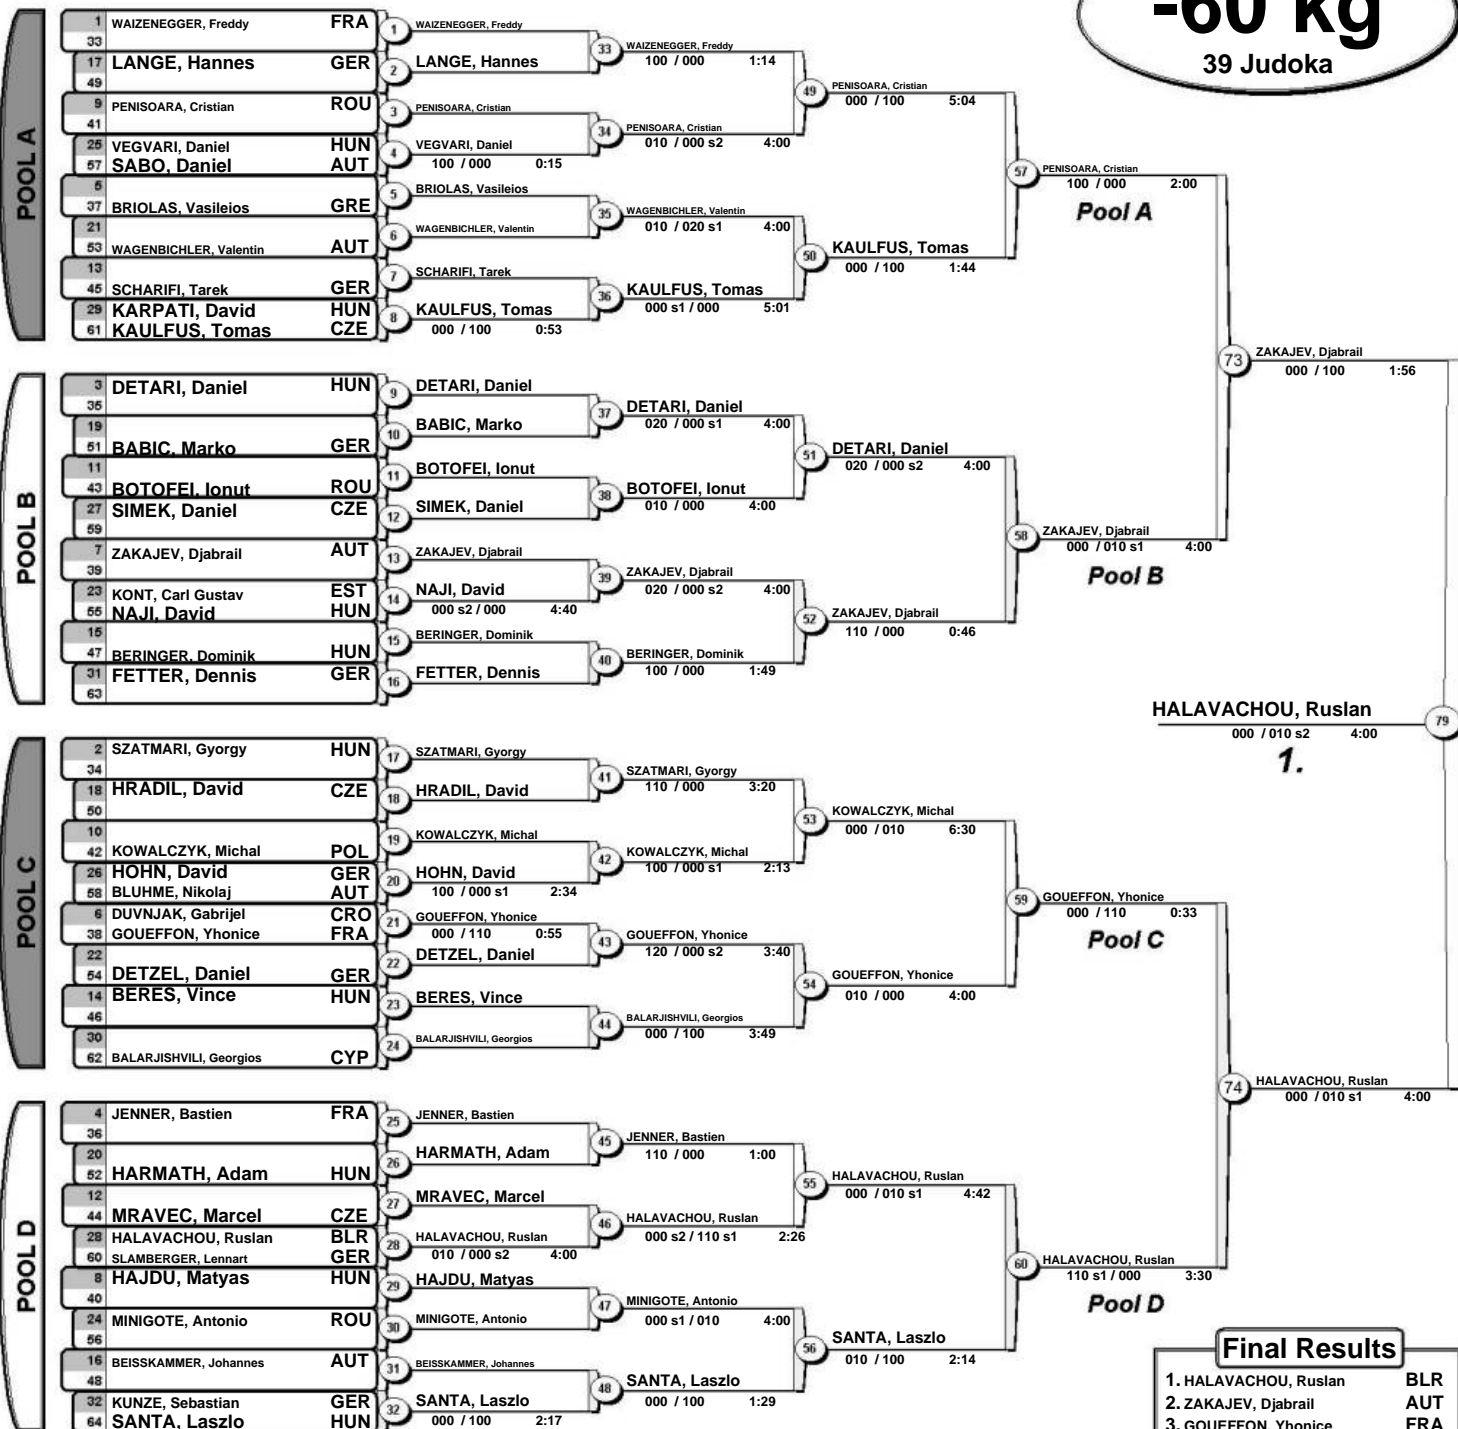 -60 kg
39 Judoka
POOL A
1 WAIZENEGGER, Freddy FRA
33
17 LANGE, Hannes GER
49
9 PENISOARA, Cristian ROU
41
25 VEGVARI, Daniel HUN
57 SABO, Daniel AUT
5
37 BRIOLAS, Vasileios GRE
21
53 WAGENBICHLER, Valentin AUT
13
45 SCHARIFI, Tarek GER
29 KARPATI, David HUN
61 KAULFUS, Tomas CZE
1 WAIZENEGGER, Freddy
2 LANGE, Hannes
3 PENISOARA, Cristian
4 VEGVARI, Daniel
100 / 000 0:15
5 BRIOLAS, Vasileios
6 WAGENBICHLER, Valentin
7 SCHARIFI, Tarek
8 KAULFUS, Tomas
000 / 100 0:53
33 WAIZENEGGER, Freddy
100 / 000 1:14
34 PENISOARA, Cristian
010 / 000 s2 4:00
35 WAGENBICHLER, Valentin
010 / 020 s1 4:00
36 KAULFUS, Tomas
000 s1 / 000 5:01
49 PENISOARA, Cristian
000 / 100 5:04
50 KAULFUS, Tomas
000 / 100 1:44
57 PENISOARA, Cristian
100 / 000 2:00
Pool A
POOL B
3 DETARI, Daniel HUN
35
19
51 BABIC, Marko GER
11
43 BOTOFEI, Ionut ROU
27 SIMEK, Daniel CZE
59
7 ZAKAJEV, Djabrail AUT
39
23 KONT, Carl Gustav EST
55 NAJI, David HUN
15
47 BERINGER, Dominik HUN
31 FETTER, Dennis GER
63
9 DETARI, Daniel
10 BABIC, Marko
11 BOTOFEI, Ionut
12 SIMEK, Daniel
13 ZAKAJEV, Djabrail
14 NAJI, David
000 s2 / 000 4:40
15 BERINGER, Dominik
16 FETTER, Dennis
37 DETARI, Daniel
020 / 000 s1 4:00
38 BOTOFEI, Ionut
010 / 000 4:00
39 ZAKAJEV, Djabrail
020 / 000 s2 4:00
40 BERINGER, Dominik
100 / 000 1:49
51 DETARI, Daniel
020 / 000 s2 4:00
52 ZAKAJEV, Djabrail
110 / 000 0:46
58 ZAKAJEV, Djabrail
000 / 010 s1 4:00
Pool B
73 ZAKAJEV, Djabrail
000 / 100 1:56
HALAVACHOU, Ruslan 79
000 / 010 s2 4:00
1.
POOL C
2 SZATMARI, Gyorgy HUN
34
18 HRADIL, David CZE
50
10
42 KOWALCZYK, Michal POL
26 HOHN, David GER
58 BLUHME, Nikolaj AUT
6 DUVNJAK, Gabrijel CRO
38 GOUEFFON, Yhonice FRA
22
54 DETZEL, Daniel GER
14 BERES, Vince HUN
46
30
62 BALARJISHVILI, Georgios CYP
17 SZATMARI, Gyorgy
18 HRADIL, David
19 KOWALCZYK, Michal
20 HOHN, David
100 / 000 s1 2:34
21 GOUEFFON, Yhonice
000 / 110 0:55
22 DETZEL, Daniel
23 BERES, Vince
24 BALARJISHVILI, Georgios
41 SZATMARI, Gyorgy
110 / 000 3:20
42 KOWALCZYK, Michal
100 / 000 s1 2:13
43 GOUEFFON, Yhonice
120 / 000 s2 3:40
44 BALARJISHVILI, Georgios
000 / 100 3:49
53 KOWALCZYK, Michal
000 / 010 6:30
54 GOUEFFON, Yhonice
010 / 000 4:00
59 GOUEFFON, Yhonice
000 / 110 0:33
Pool C
POOL D
4 JENNER, Bastien FRA
36
20
52 HARMATH, Adam HUN
12
44 MRAVEC, Marcel CZE
28 HALAVACHOU, Ruslan BLR
60 SLAMBERGER, Lennart GER
8 HAJDU, Matyas HUN
40
24 MINIGOTE, Antonio ROU
56
16 BEISSKAMMER, Johannes AUT
48
32 KUNZE, Sebastian GER
64 SANTA, Laszlo HUN
25 JENNER, Bastien
26 HARMATH, Adam
27 MRAVEC, Marcel
28 HALAVACHOU, Ruslan
010 / 000 s2 4:00
29 HAJDU, Matyas
30 MINIGOTE, Antonio
31 BEISSKAMMER, Johannes
32 SANTA, Laszlo
000 / 100 2:17
45 JENNER, Bastien
110 / 000 1:00
46 HALAVACHOU, Ruslan
000 s2 / 110 s1 2:26
47 MINIGOTE, Antonio
000 s1 / 010 4:00
48 SANTA, Laszlo
000 / 100 1:29
55 HALAVACHOU, Ruslan
000 / 010 s1 4:42
56 SANTA, Laszlo
010 / 100 2:14
60 HALAVACHOU, Ruslan
110 s1 / 000 3:30
Pool D
74 HALAVACHOU, Ruslan
000 / 010 s1 4:00
Final Results
1. HALAVACHOU, Ruslan BLR
2. ZAKAJEV, Djabrail AUT
3. GOUEFFON, Yhonice FRA